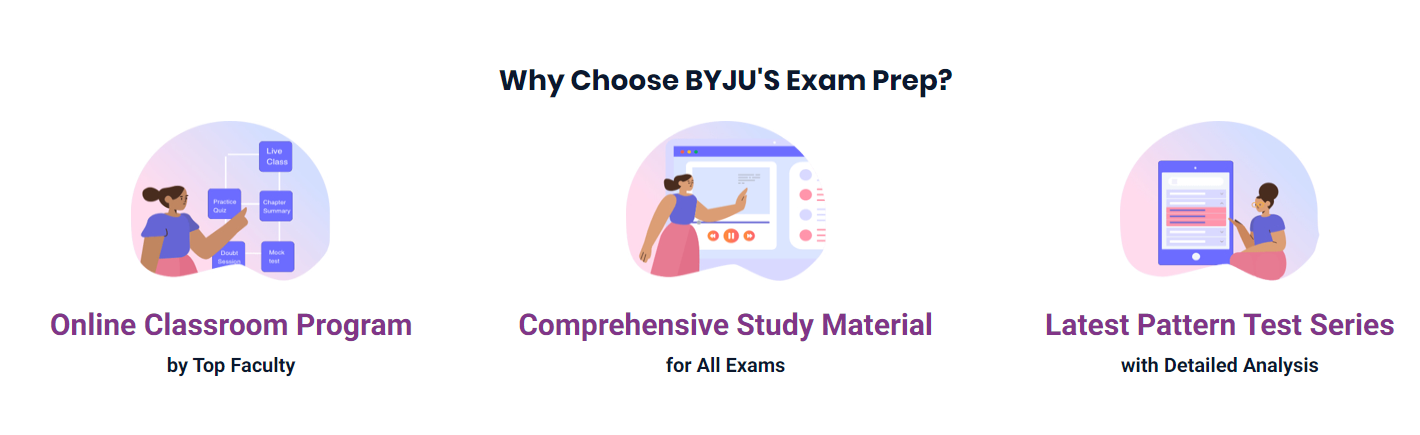 Why Choose BYJU'S Exam Prep?
Live
Class
Practice
Quiz
Chapter
Summary
Doubt
Session
Mock
test
Online Classroom Program
by Top Faculty
Comprehensive Study Material
for All Exams
Latest Pattern Test Series
with Detailed Analysis